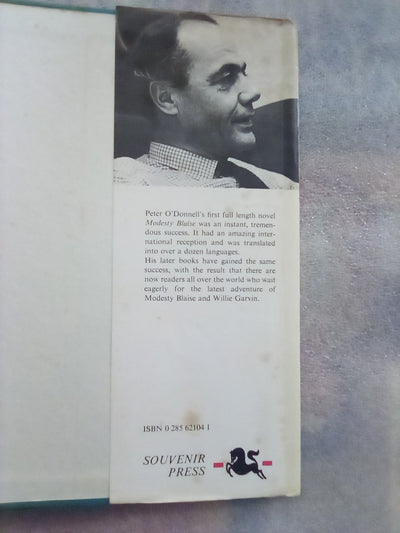 Peter O'Donnell's first full length novel
Modesty Blaise was an instant, tremen-
dous success. It had an amazing inter-
national reception and was translated
into over a dozen languages.
His later books have gained the same
success, with the result that there are
now readers all over the world who wait
eagerly for the latest adventure of
Modesty Blaise and Willie Garvin.
ISBN 0 285 62104 1
SOUVENIR
PRESS